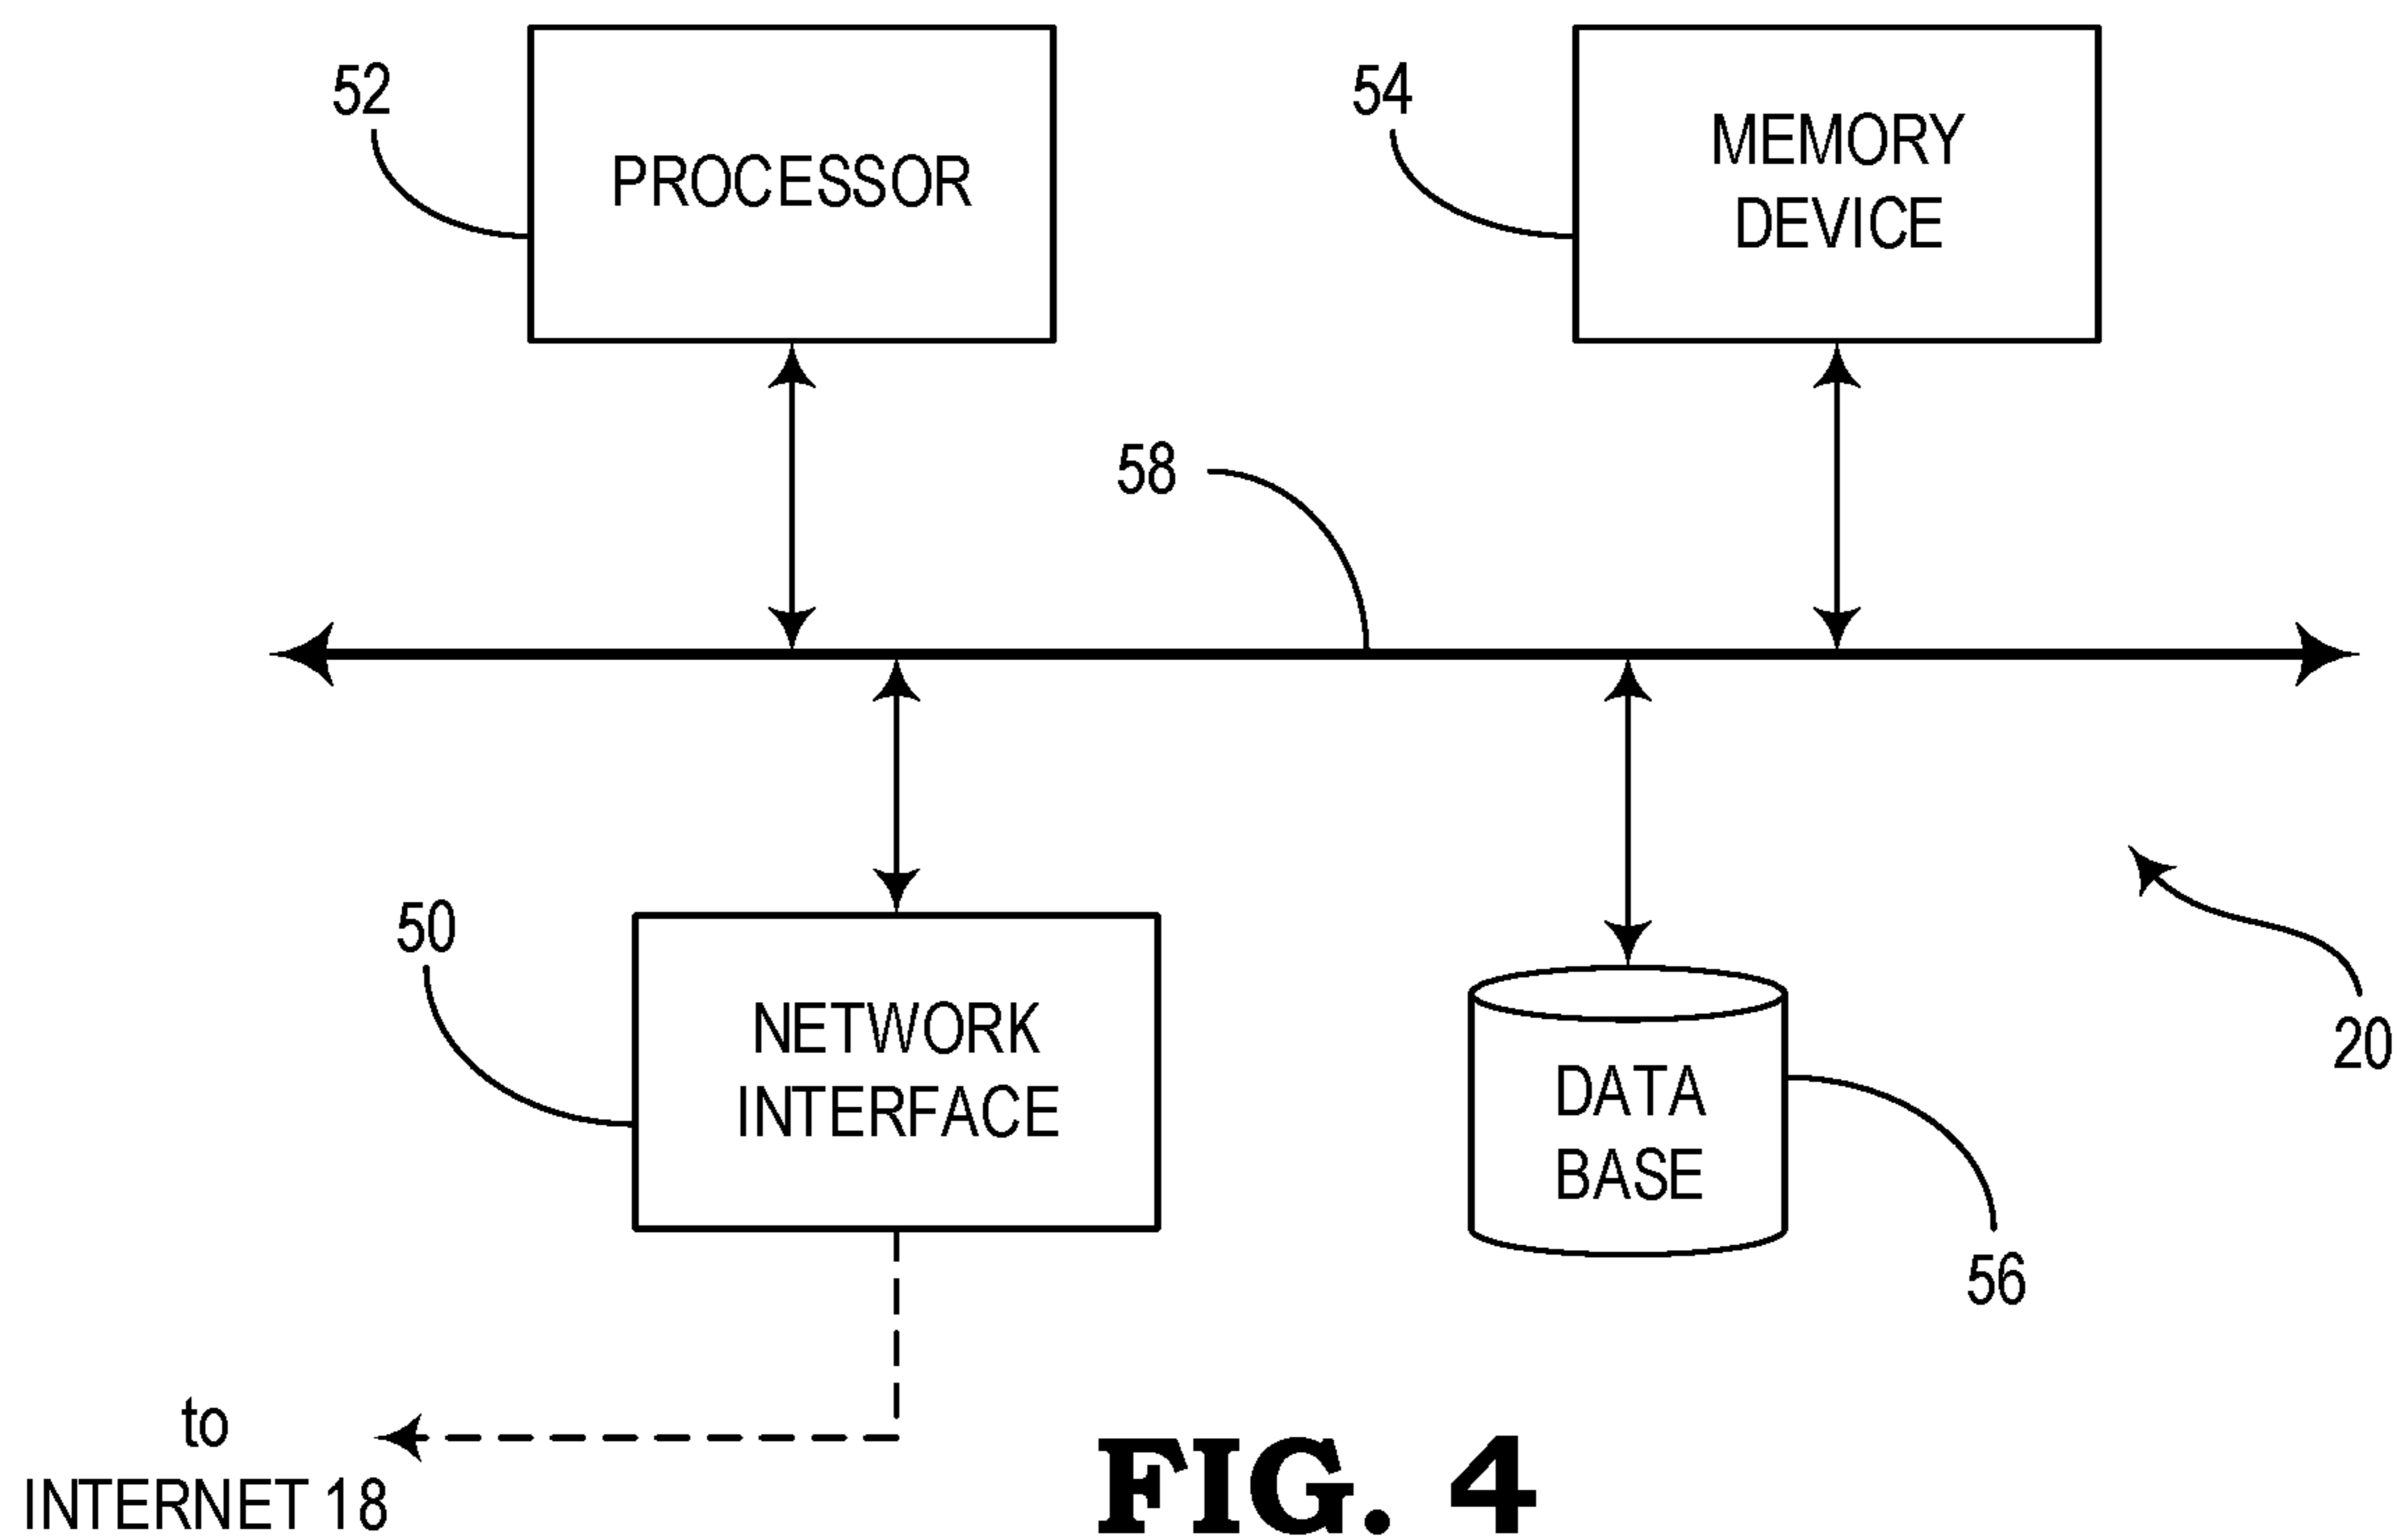 52
PROCESSOR
54
MEMORY
DEVICE
58
50
NETWORK
INTERFACE
DATA
BASE
20
56
to
INTERNET 18
FIG. 4